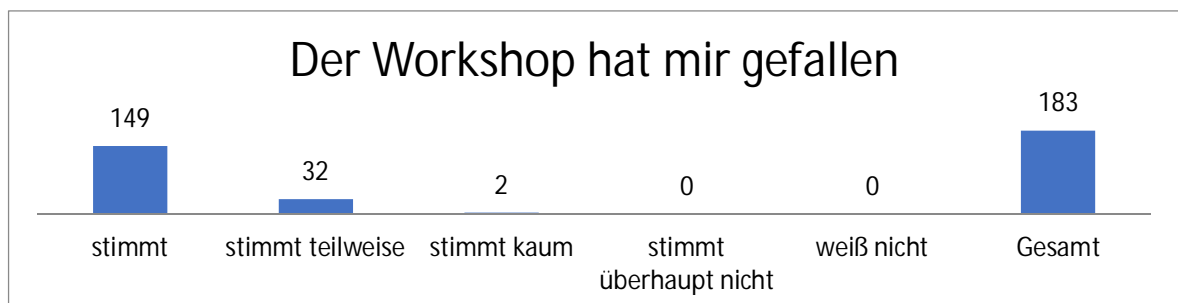 Der Workshop hat mir gefallen
149
32
2
0
0
183
stimmt
stimmt teilweise
stimmt kaum
stimmt
überhaupt nicht
weiß nicht
Gesamt